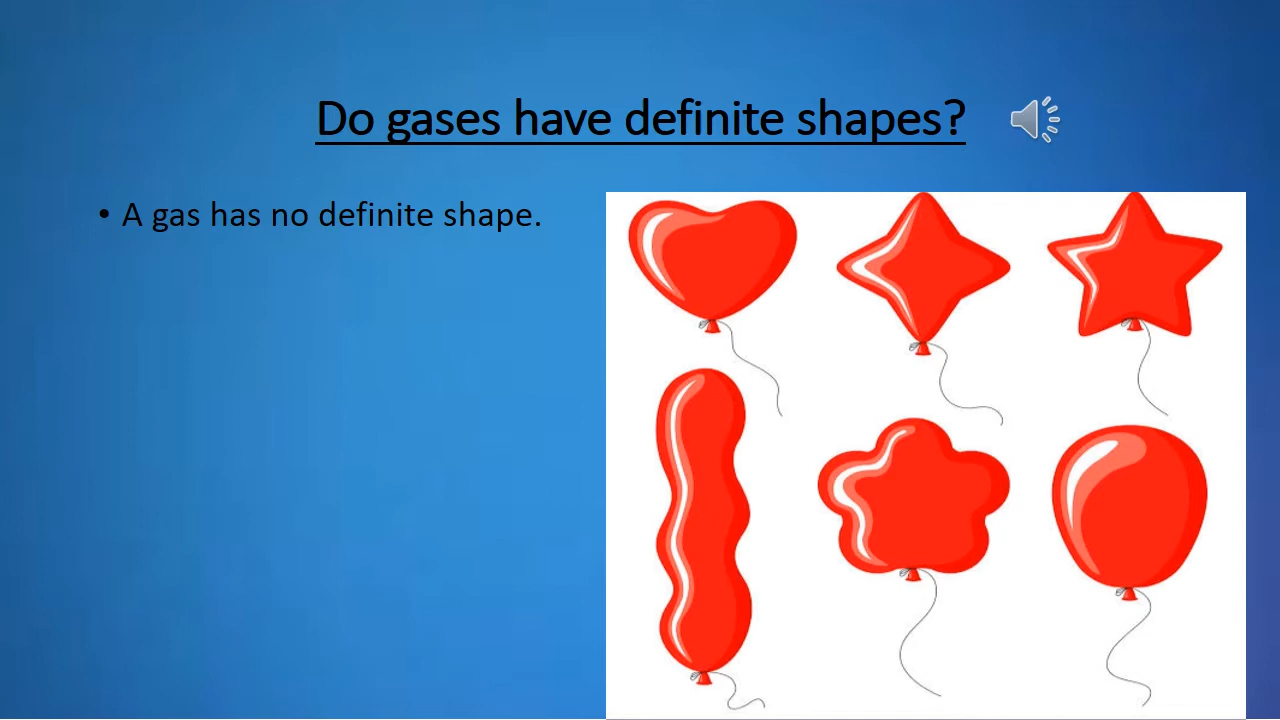 Do gases have definite shapes?
• A gas has no definite shape.